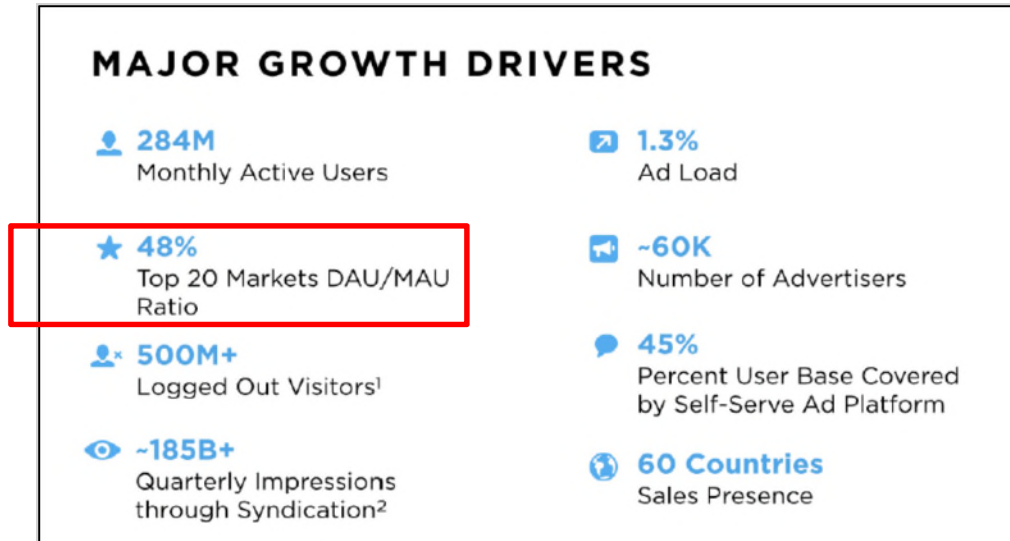 MAJOR GROWTH DRIVERS
284M
Monthly Active Users
48%
Top 20 Markets DAU/MAU
Ratio
500M+
Logged Out Visitors¹
~185B+
Quarterly Impressions
through Syndication²
1.3%
Ad Load
~60K
Number of Advertisers
45%
Percent User Base Covered
by Self-Serve Ad Platform
60 Countries
Sales Presence